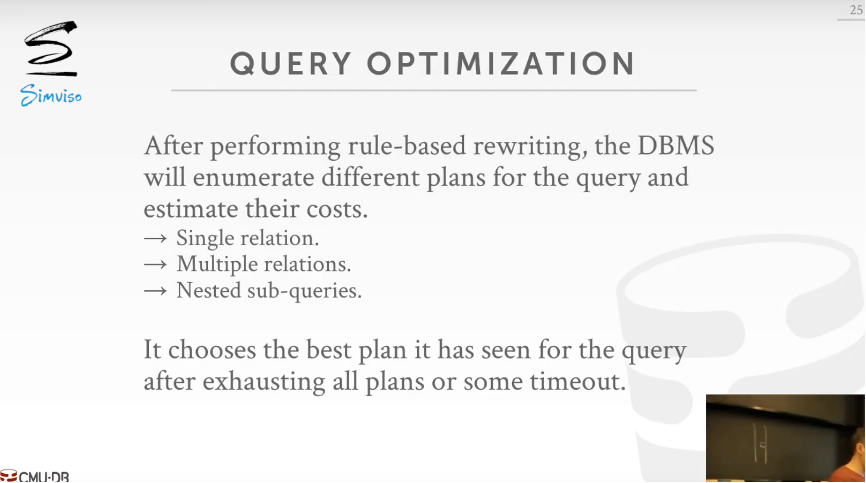 25
Simviso
QUERY OPTIMIZATION
After performing rule-based rewriting, the DBMS
will enumerate different plans for the query and
estimate their costs.
→ Single relation.
→ Multiple relations.
→ Nested sub-queries.
It chooses the best plan it has seen for the query
after exhausting all plans or some timeout.
CMU·DB